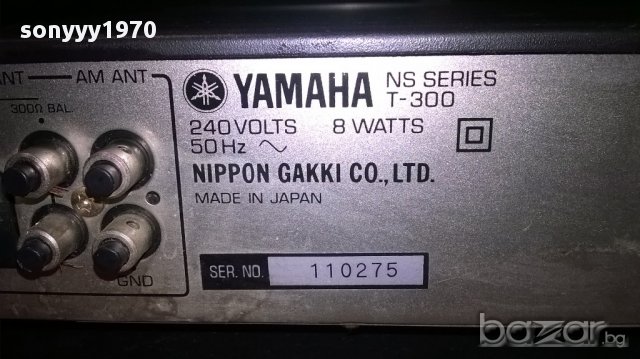 sonyyy1970
ANT
AM ANT
300Ω BAL.
GND
YAMAHA
NS SERIES
T-300
240 VOLTS 8 WATTS
50 Hz ~
NIPPON GAKKI CO., LTD.
MADE IN JAPAN
SER. NO. 110275
bazar.bg